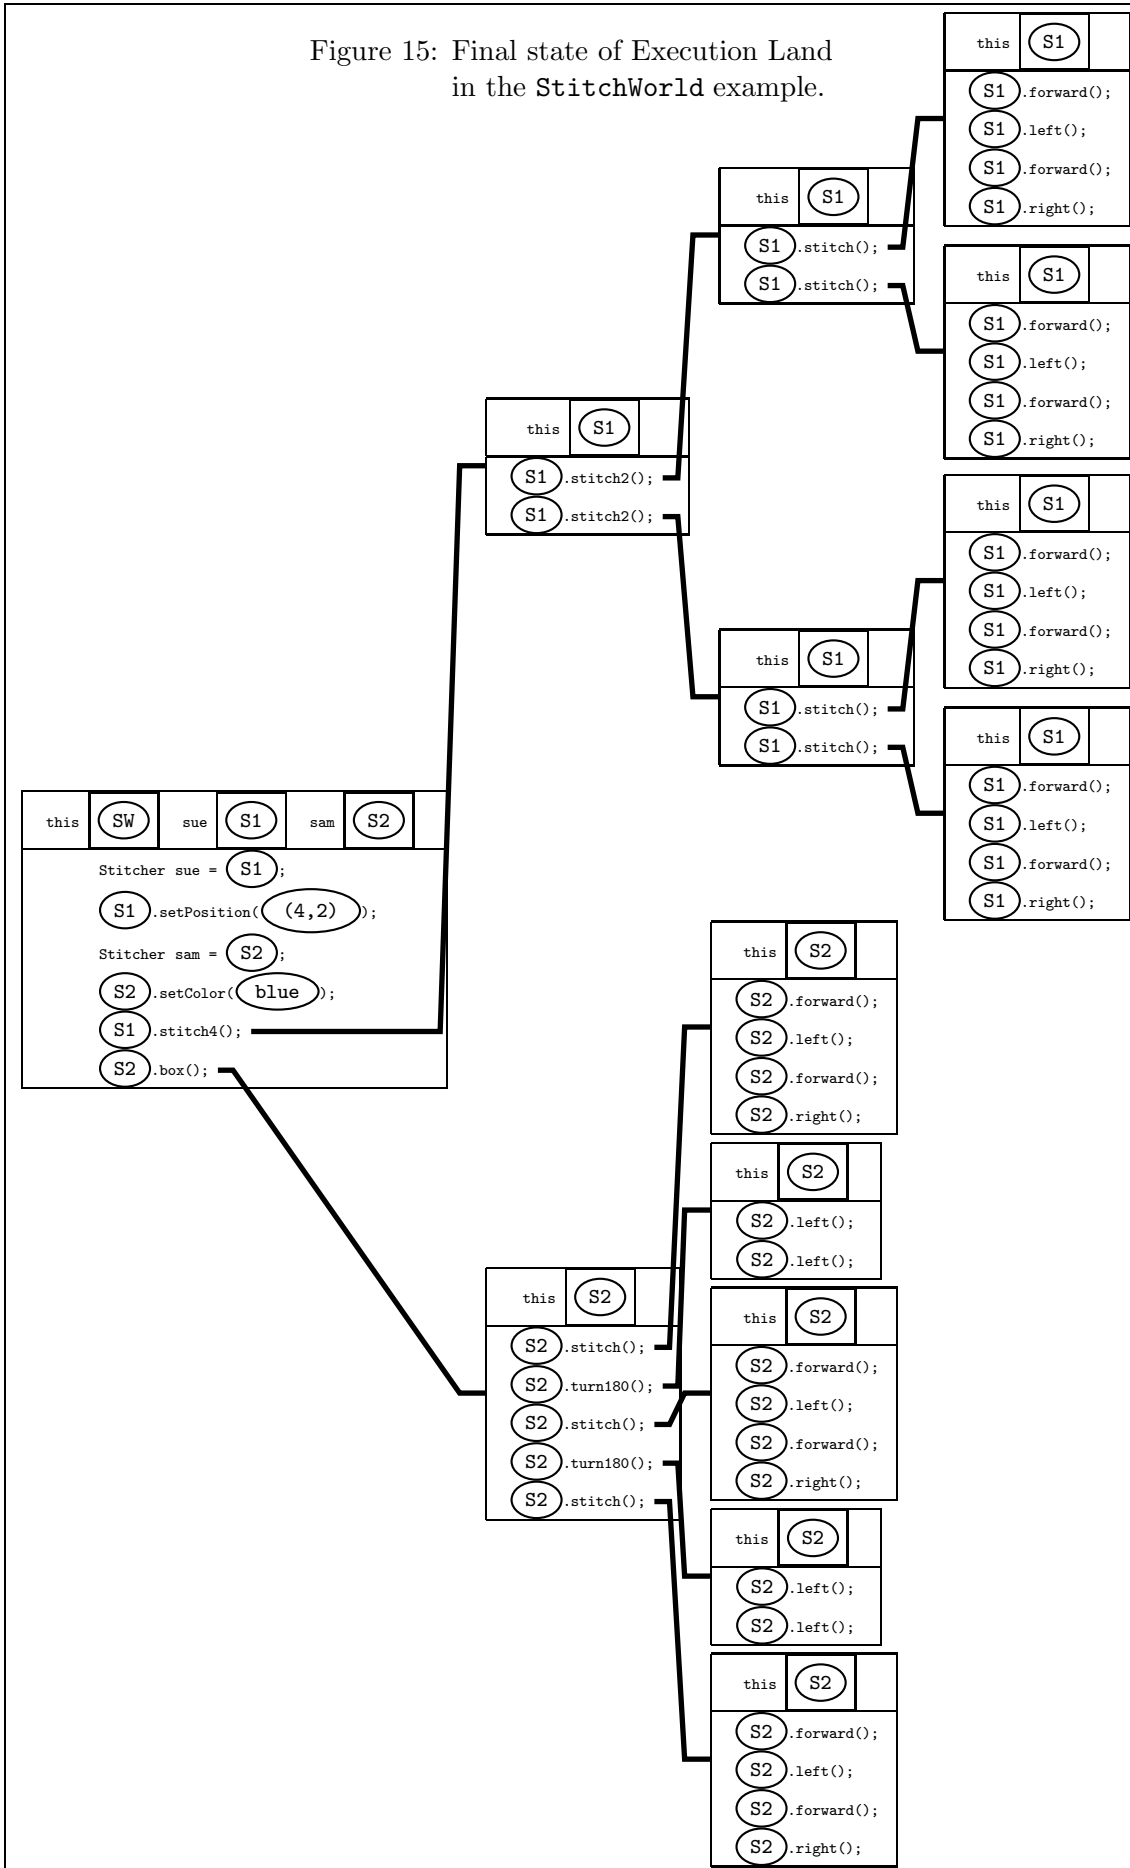 Figure 15: Final state of Execution Land
in the StitchWorld example.
this SW sue S1 sam S2
Stitcher sue = S1;
S1.setPosition((4,2));
Stitcher sam = S2;
S2.setColor(blue);
S1.stitch4();
S2.box();
this S1
S1.stitch2();
S1.stitch2();
this S1
S1.stitch();
S1.stitch();
this S1
S1.forward();
S1.left();
S1.forward();
S1.right();
this S1
S1.forward();
S1.left();
S1.forward();
S1.right();
this S1
S1.stitch();
S1.stitch();
this S1
S1.forward();
S1.left();
S1.forward();
S1.right();
this S1
S1.forward();
S1.left();
S1.forward();
S1.right();
this S2
S2.stitch();
S2.turn180();
S2.stitch();
S2.turn180();
S2.stitch();
this S2
S2.forward();
S2.left();
S2.forward();
S2.right();
this S2
S2.left();
S2.left();
this S2
S2.forward();
S2.left();
S2.forward();
S2.right();
this S2
S2.left();
S2.left();
this S2
S2.forward();
S2.left();
S2.forward();
S2.right();